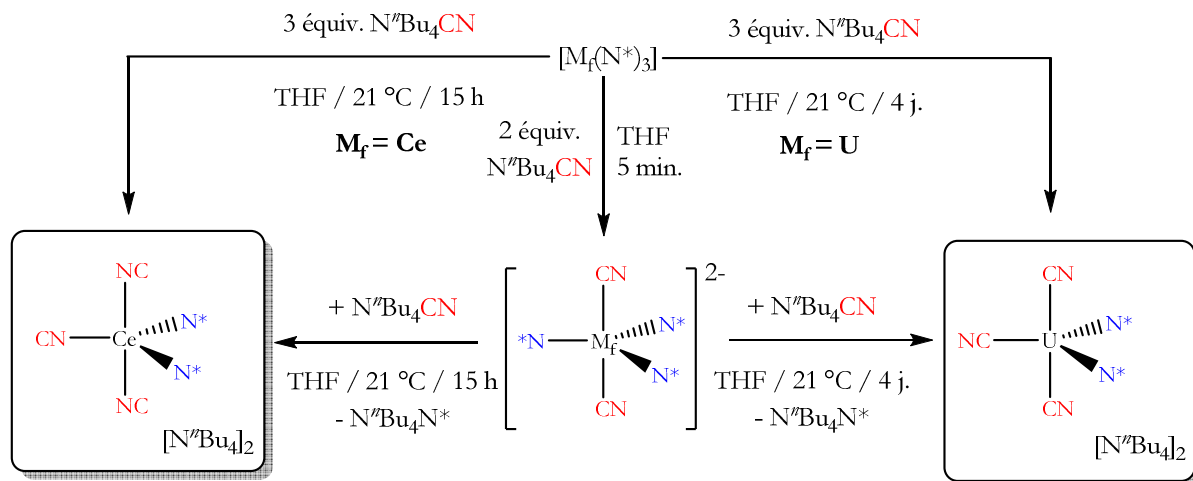 3 équiv. NⁿBu₄CN
3 équiv. NⁿBu₄CN
[M_f(N*)₃]
THF / 21 °C / 15 h
M_f = Ce
2 équiv.
NⁿBu₄CN
THF
5 min.
THF / 21 °C / 4 j.
M_f = U
NC
CN
Ce
N*
N*
NC
[NⁿBu₄]₂
+ NⁿBu₄CN
THF / 21 °C / 15 h
- NⁿBu₄N*
2-
CN
*N
M_f
N*
N*
CN
+ NⁿBu₄CN
THF / 21 °C / 4 j.
- NⁿBu₄N*
CN
NC
U
N*
N*
CN
[NⁿBu₄]₂